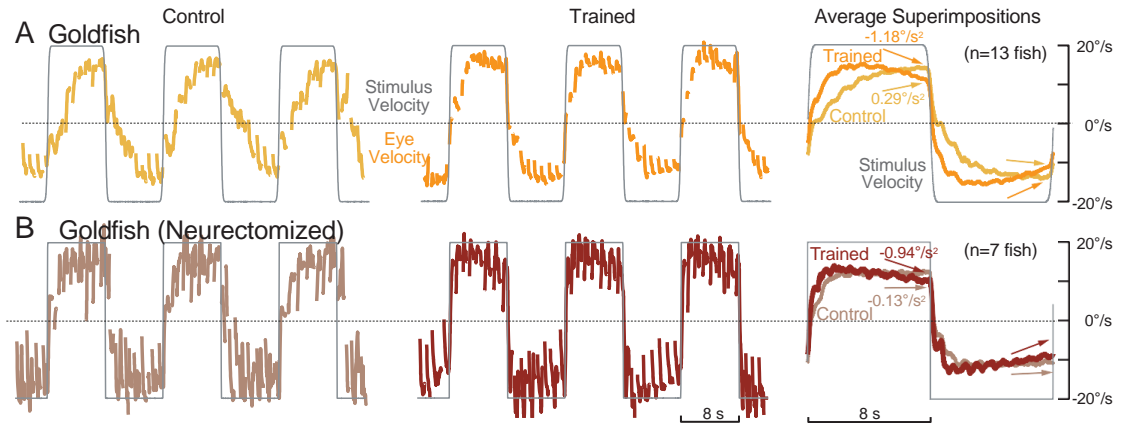 Control
Trained
Average Superimpositions
A Goldfish
-1.18°/s²
20°/s
Trained
(n=13 fish)
Stimulus
Velocity
0.29°/s²
Control
0°/s
Eye
Velocity
Stimulus
Velocity
-20°/s
B Goldfish (Neurectomized)
20°/s
Trained -0.94°/s²
(n=7 fish)
-0.13°/s²
Control
0°/s
-20°/s
8 s
8 s